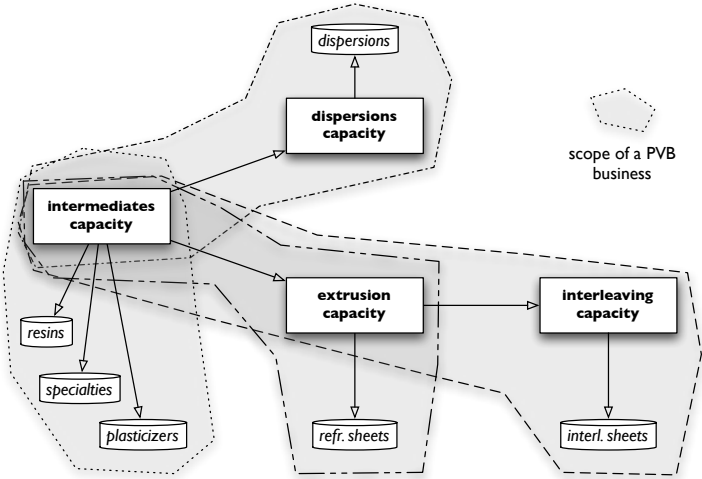 dispersions
dispersions
capacity
scope of a PVB
business
intermediates
capacity
extrusion
capacity
interleaving
capacity
resins
specialties
plasticizers
refr. sheets
interl. sheets